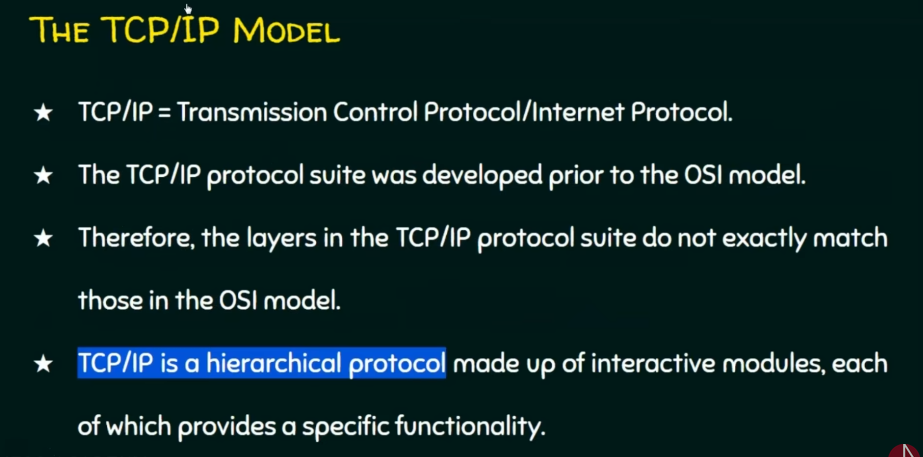 THE TCP/IP MODEL
★ TCP/IP = Transmission Control Protocol/Internet Protocol.
★ The TCP/IP protocol suite was developed prior to the OSI model.
★ Therefore, the layers in the TCP/IP protocol suite do not exactly match
those in the OSI model.
★ TCP/IP is a hierarchical protocol made up of interactive modules, each
of which provides a specific functionality.